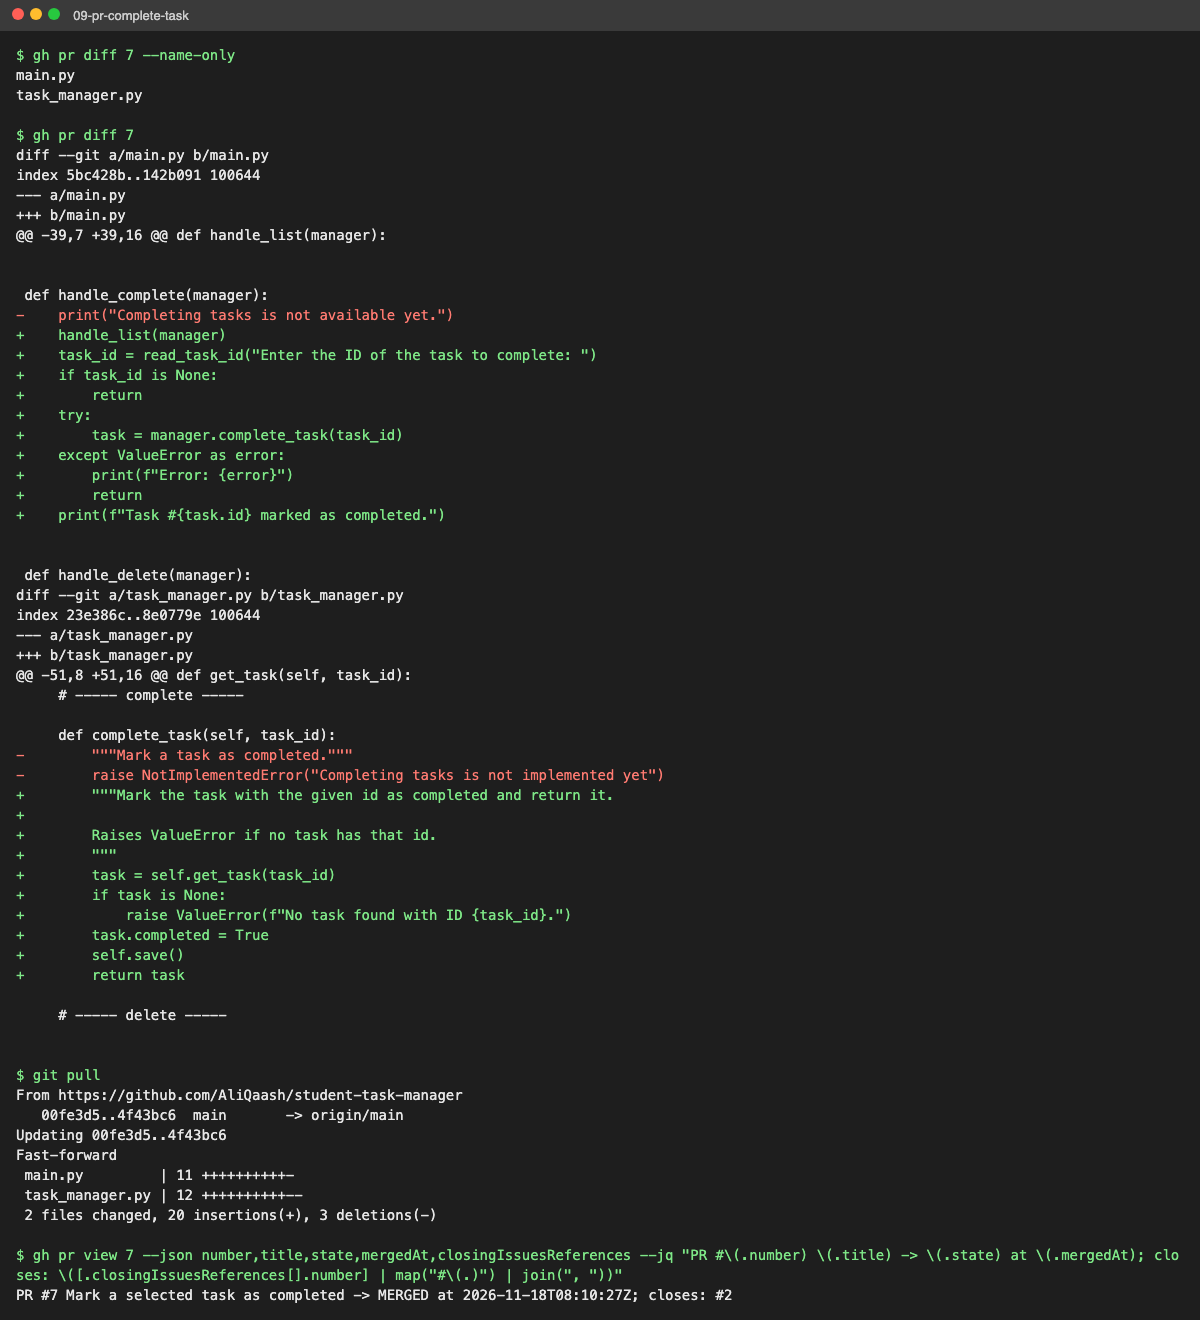 09-pr-complete-task
$ gh pr diff 7 --name-only
main.py
task_manager.py
$ gh pr diff 7
diff --git a/main.py b/main.py
index 5bc428b..142b091 100644
--- a/main.py
+++ b/main.py
@@ -39,7 +39,16 @@ def handle_list(manager):
 def handle_complete(manager):
-    print("Completing tasks is not available yet.")
+    handle_list(manager)
+    task_id = read_task_id("Enter the ID of the task to complete: ")
+    if task_id is None:
+        return
+    try:
+        task = manager.complete_task(task_id)
+    except ValueError as error:
+        print(f"Error: {error}")
+        return
+    print(f"Task #{task.id} marked as completed.")
 def handle_delete(manager):
diff --git a/task_manager.py b/task_manager.py
index 23e386c..8e0779e 100644
--- a/task_manager.py
+++ b/task_manager.py
@@ -51,8 +51,16 @@ def get_task(self, task_id):
     # ----- complete -----
     def complete_task(self, task_id):
-        """Mark a task as completed."""
-        raise NotImplementedError("Completing tasks is not implemented yet")
+        """Mark the task with the given id as completed and return it.
+
+        Raises ValueError if no task has that id.
+        """
+        task = self.get_task(task_id)
+        if task is None:
+            raise ValueError(f"No task found with ID {task_id}.")
+        task.completed = True
+        self.save()
+        return task
     # ----- delete -----
$ git pull
From https://github.com/AliQaash/student-task-manager
   00fe3d5..4f43bc6  main       -> origin/main
Updating 00fe3d5..4f43bc6
Fast-forward
 main.py         | 11 ++++++++++-
 task_manager.py | 12 ++++++++++--
 2 files changed, 20 insertions(+), 3 deletions(-)
$ gh pr view 7 --json number,title,state,mergedAt,closingIssuesReferences --jq "PR #\(.number) \(.title) -> \(.state) at \(.mergedAt); clo
ses: \([.closingIssuesReferences[].number] | map("#\(.)") | join(", "))"
PR #7 Mark a selected task as completed -> MERGED at 2026-11-18T08:10:27Z; closes: #2